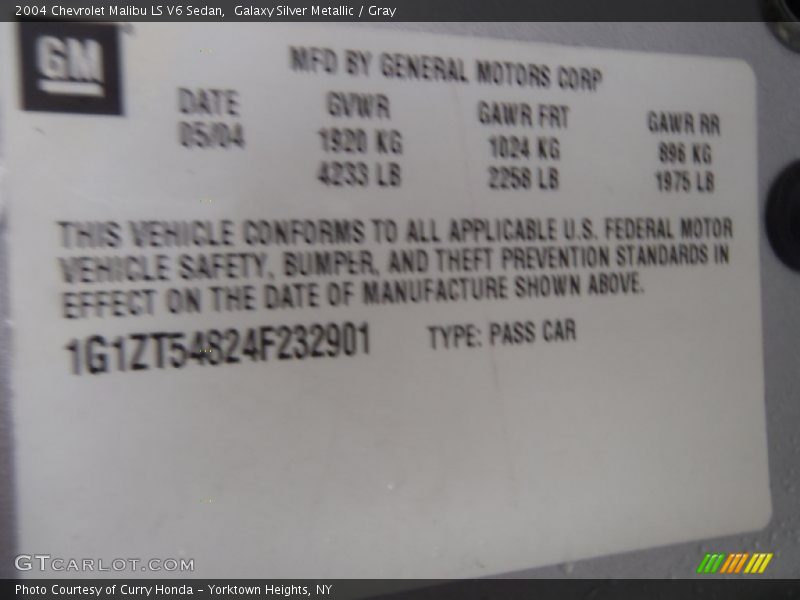 2004 Chevrolet Malibu LS V6 Sedan, Galaxy Silver Metallic / Gray
GM
MFD BY GENERAL MOTORS CORP
DATE GVWR GAWR FRT GAWR RR
05/04 1920 KG 1024 KG 896 KG
4233 LB 2258 LB 1975 LB
THIS VEHICLE CONFORMS TO ALL APPLICABLE U.S. FEDERAL MOTOR
VEHICLE SAFETY, BUMPER, AND THEFT PREVENTION STANDARDS IN
EFFECT ON THE DATE OF MANUFACTURE SHOWN ABOVE.
1G1ZT54824F232901 TYPE: PASS CAR
GTCARLOT.COM
Photo Courtesy of Curry Honda - Yorktown Heights, NY